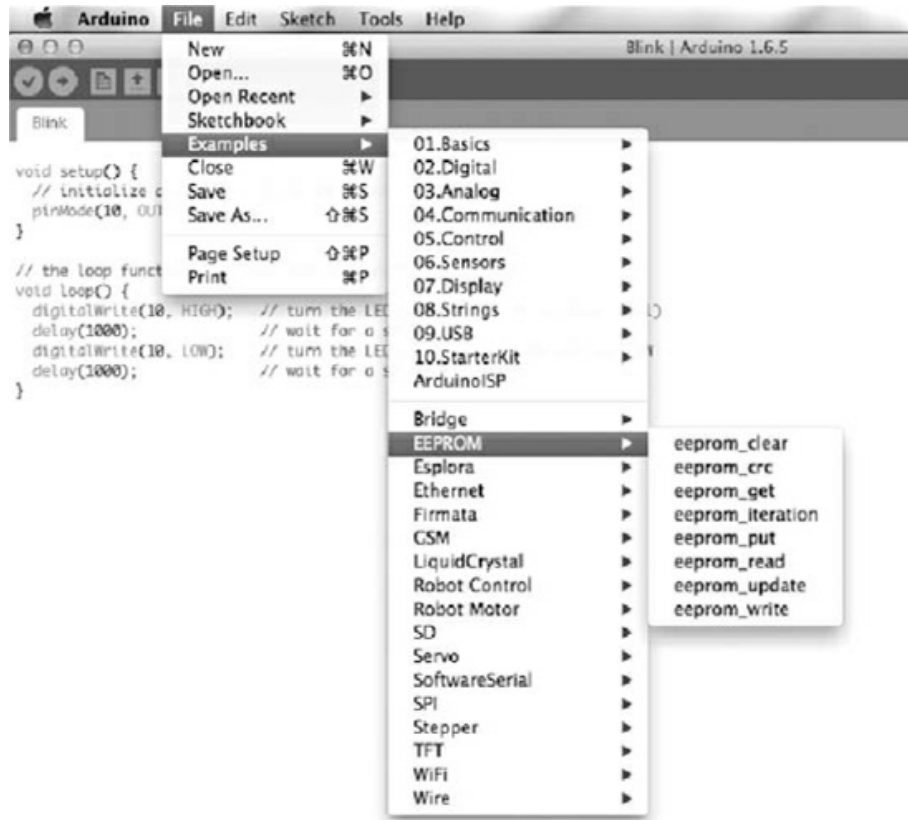 Arduino File Edit Sketch Tools Help
Blink | Arduino 1.6.5
New ⌘N
Open... ⌘O
Open Recent ▶
Sketchbook ▶
Examples ▶
Close ⌘W
Save ⌘S
Save As... ⇧⌘S
Page Setup ⇧⌘P
Print ⌘P
Blink
void setup() {
// initialize
pinMode(10,
}
// the loop
void loop() {
digitalWrite(10, HIGH); // turn the LED
delay(1000); // wait for a
digitalWrite(10, LOW); // turn the LED
delay(1000); // wait for a
}
01.Basics ▶
02.Digital ▶
03.Analog ▶
04.Communication ▶
05.Control ▶
06.Sensors ▶
07.Display ▶
08.Strings ▶
09.USB ▶
10.StarterKit ▶
ArduinoISP
Bridge ▶
EEPROM ▶
Esplora ▶
Ethernet ▶
Firmata ▶
GSM ▶
LiquidCrystal ▶
Robot Control ▶
Robot Motor ▶
SD ▶
Servo ▶
SoftwareSerial ▶
SPI ▶
Stepper ▶
TFT ▶
WiFi ▶
Wire ▶
eeprom_clear
eeprom_crc
eeprom_get
eeprom_iteration
eeprom_put
eeprom_read
eeprom_update
eeprom_write